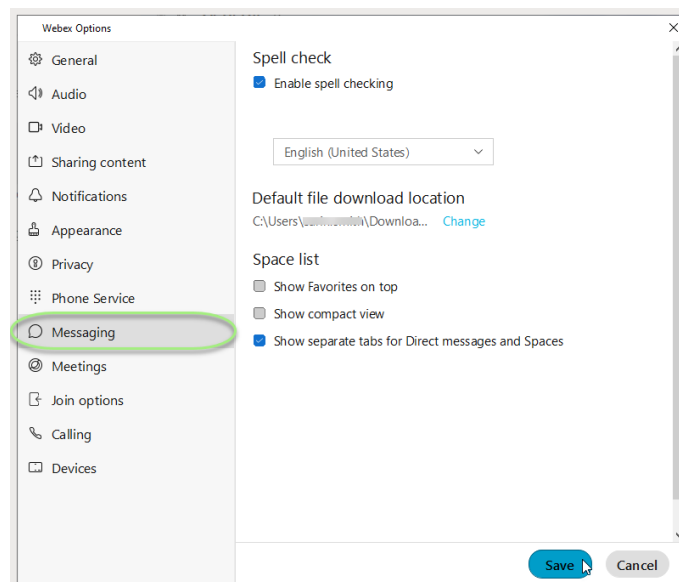 Webex Options
General
Audio
Video
Sharing content
Notifications
Appearance
Privacy
Phone Service
Messaging
Meetings
Join options
Calling
Devices
Spell check
Enable spell checking
English (United States)
Default file download location
C:\Users\ \Downloa... Change
Space list
Show Favorites on top
Show compact view
Show separate tabs for Direct messages and Spaces
Save Cancel